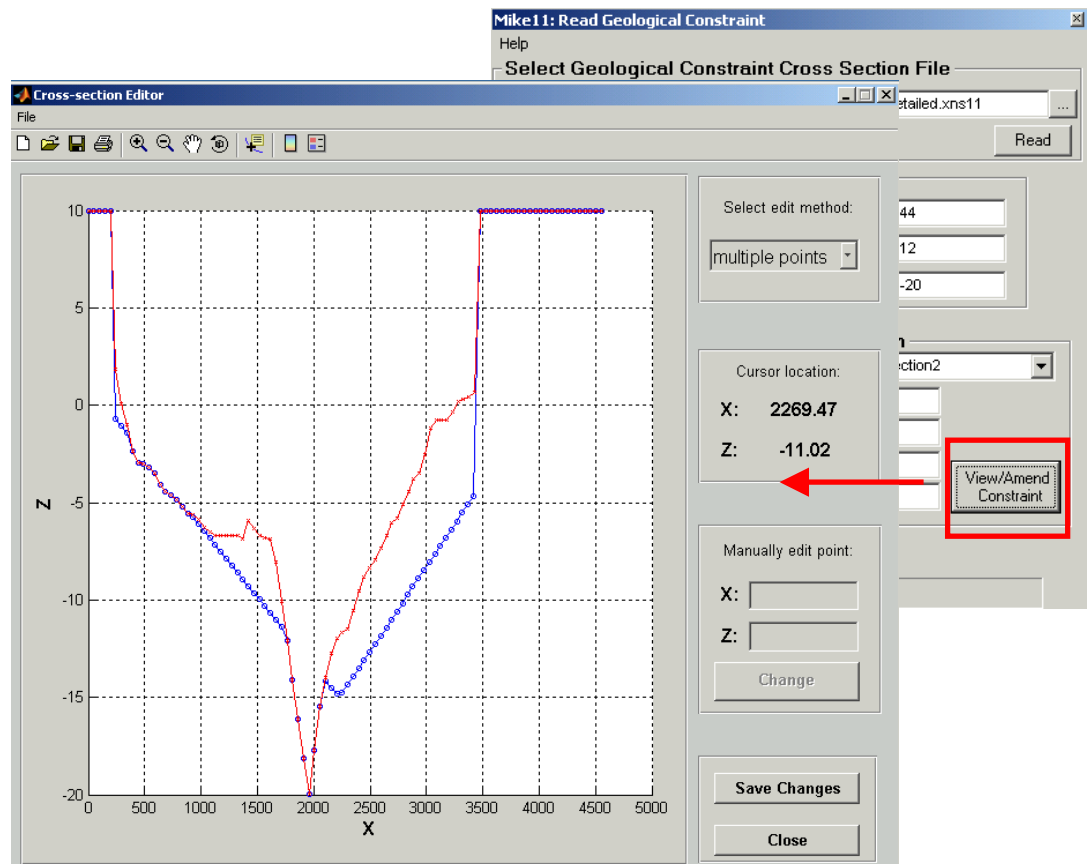 Mike11: Read Geological Constraint
Help
Select Geological Constraint Cross Section File
etailed.xns11
...
Read
44
12
-20
ection2
View/Amend
Constraint
Cross-section Editor
File
10
5
0
-5
-10
-15
-20
Z
0 500 1000 1500 2000 2500 3000 3500 4000 4500 5000
X
Select edit method:
multiple points
Cursor location:
X: 2269.47
Z: -11.02
Manually edit point:
X:
Z:
Change
Save Changes
Close